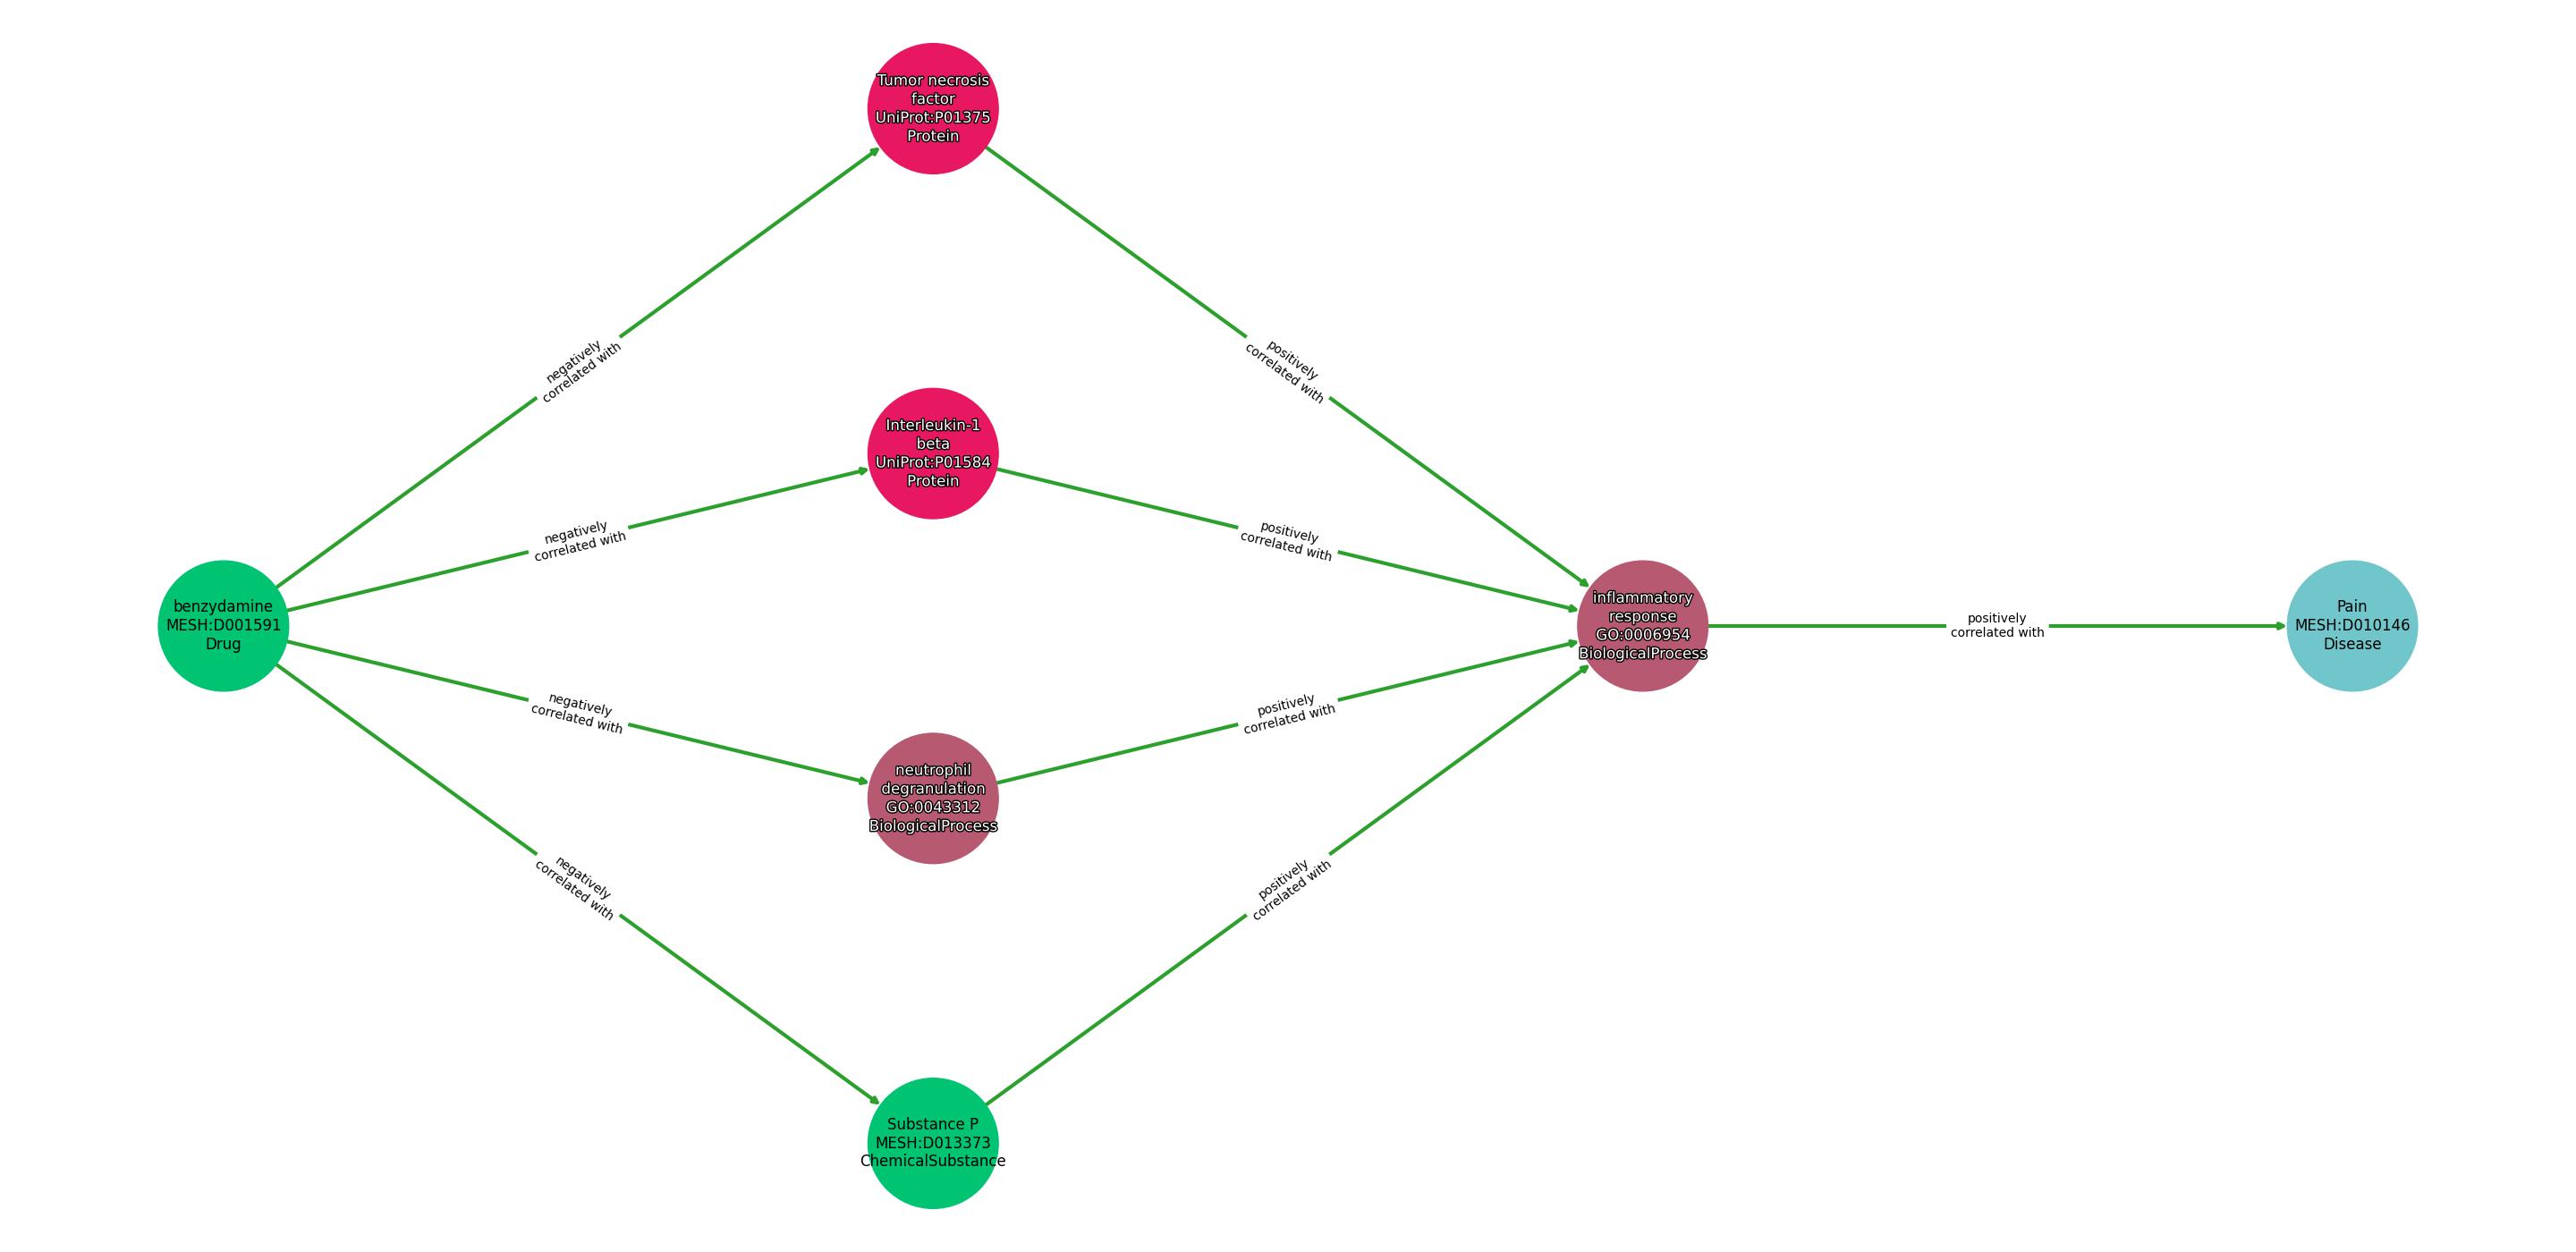 Tumor necrosis
factor
UniProt:P01375
Protein
negatively
correlated with
positively
correlated with
Interleukin-1
beta
UniProt:P01584
Protein
negatively
correlated with
positively
correlated with
benzydamine
MESH:D001591
Drug
inflammatory
response
GO:0006954
BiologicalProcess
positively
correlated with
Pain
MESH:D010146
Disease
negatively
correlated with
positively
correlated with
neutrophil
degranulation
GO:0043312
BiologicalProcess
negatively
correlated with
positively
correlated with
Substance P
MESH:D013373
ChemicalSubstance